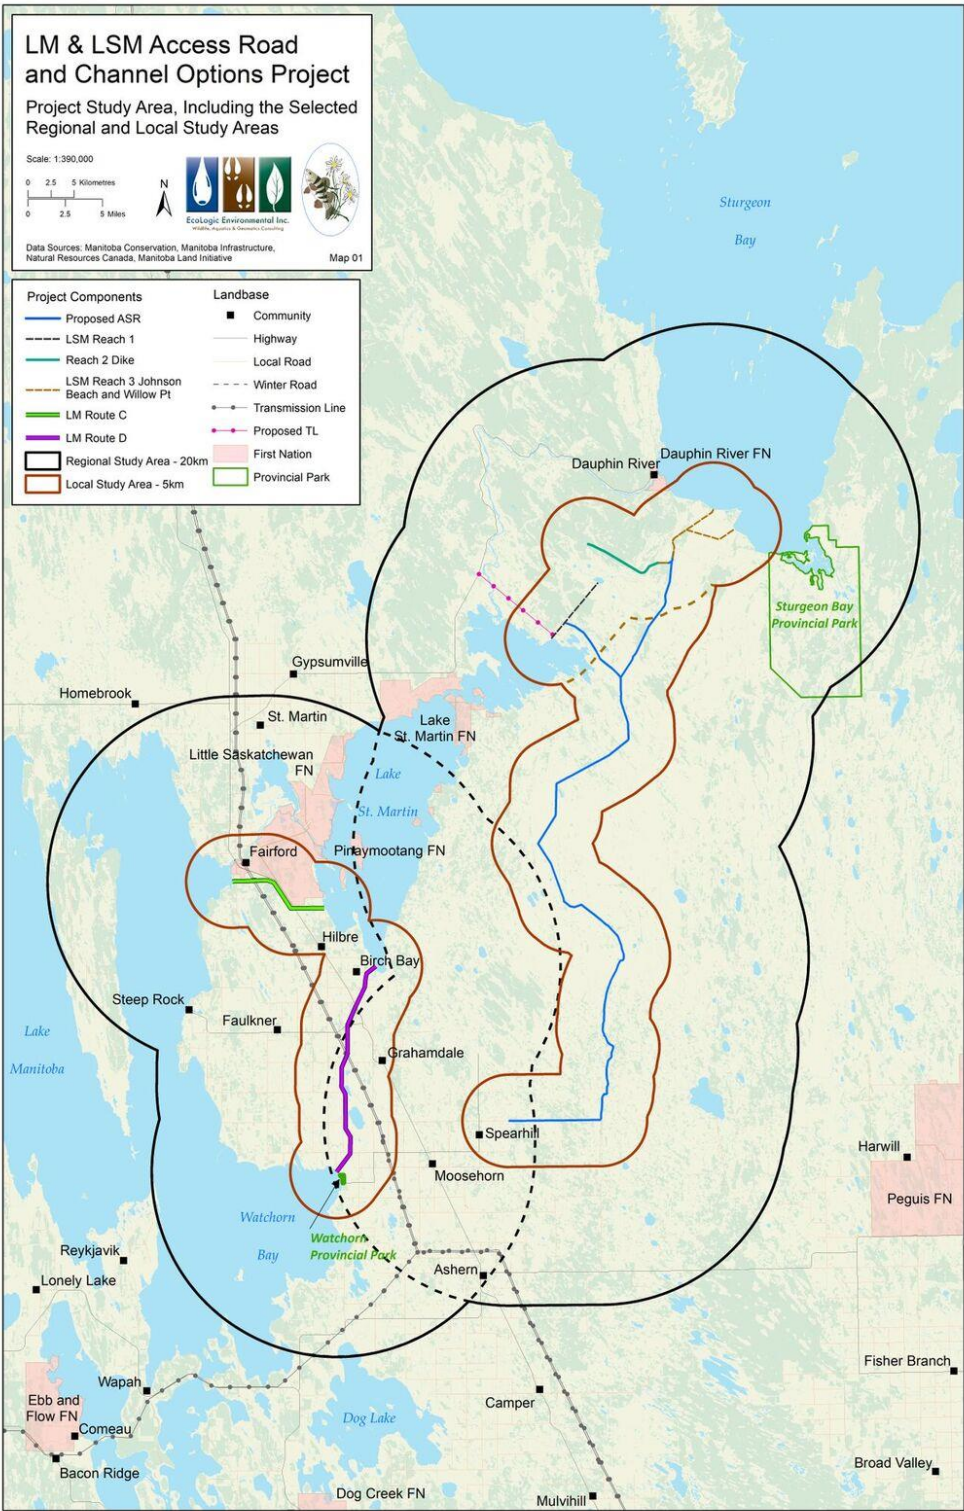 LM & LSM Access Road
and Channel Options Project
Project Study Area, Including the Selected
Regional and Local Study Areas
Scale: 1:390,000
0 2.5 5 Kilometres
0 2.5 5 Miles
N
EcoLogic Environmental Inc.
Wildlife, Aquatics & Geomatics Consulting
Data Sources: Manitoba Conservation, Manitoba Infrastructure,
Natural Resources Canada, Manitoba Land Initiative
Map 01
Project Components
Proposed ASR
LSM Reach 1
Reach 2 Dike
LSM Reach 3 Johnson
Beach and Willow Pt
LM Route C
LM Route D
Regional Study Area - 20km
Local Study Area - 5km
Landbase
Community
Highway
Local Road
Winter Road
Transmission Line
Proposed TL
First Nation
Provincial Park
Sturgeon
Bay
Dauphin River
Dauphin River FN
Sturgeon Bay
Provincial Park
Gypsumville
Homebrook
St. Martin
Lake
St. Martin FN
Little Saskatchewan
FN
Lake
St. Martin
Fairford
Pinaymootang FN
Hilbre
Birch Bay
Steep Rock
Faulkner
Lake
Manitoba
Grahamdale
Spearhill
Moosehorn
Harwill
Peguis FN
Watchorn
Bay
Watchorn
Provincial Park
Reykjavik
Lonely Lake
Ashern
Fisher Branch
Wapah
Ebb and
Flow FN
Camper
Comeau
Dog Lake
Bacon Ridge
Broad Valley
Dog Creek FN
Mulvihill